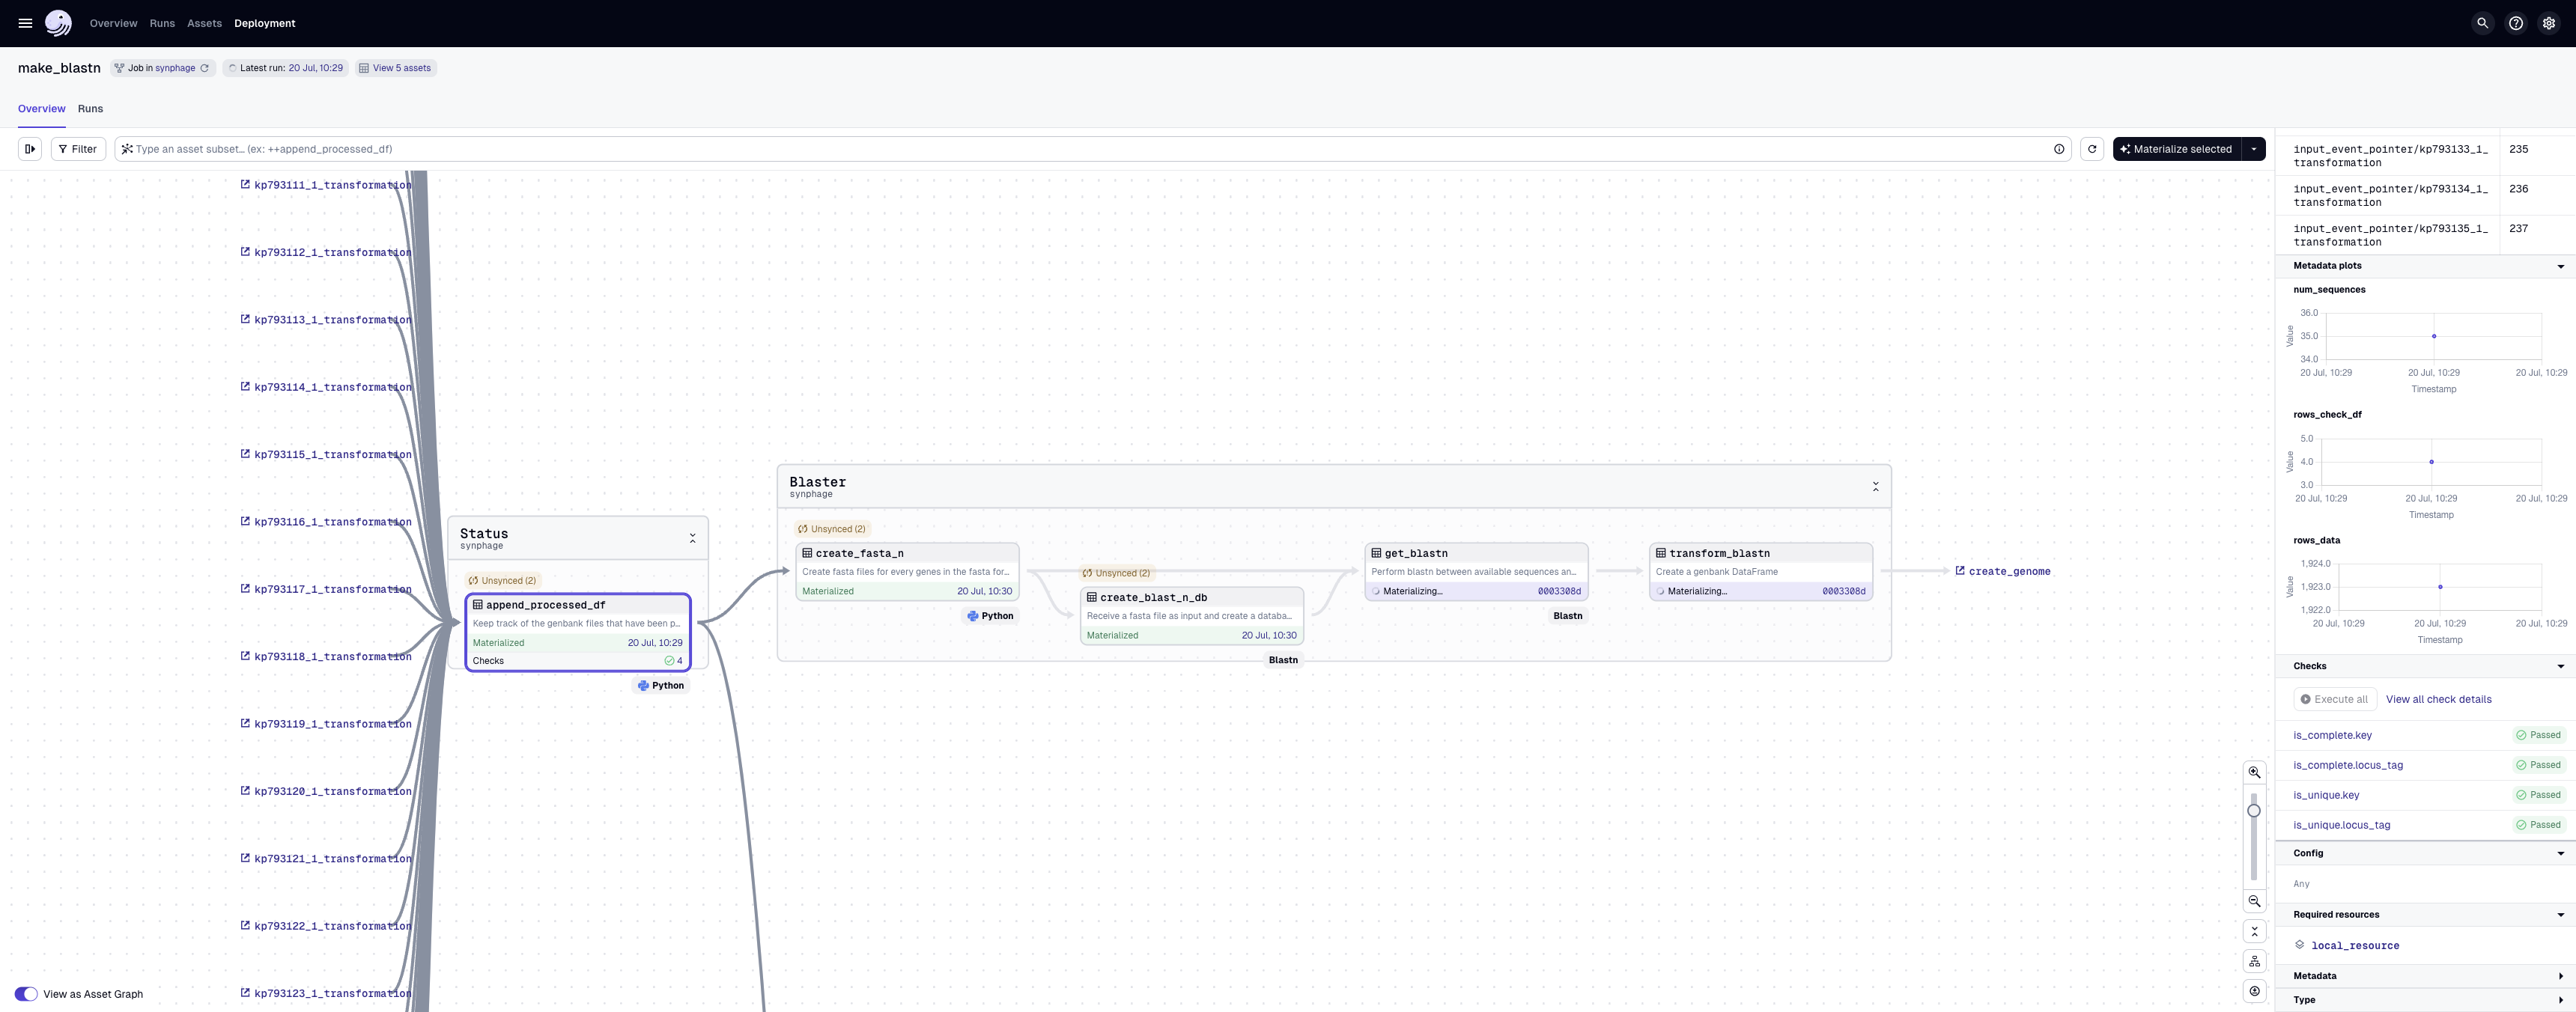 Overview Runs Assets Deployment
make_blastn Job in synphage Latest run: 20 Jul, 10:29 View 5 assets
Overview Runs
Filter Type an asset subset… (ex: ++append_processed_df) Materialize selected
kp793111_1_transformation
kp793112_1_transformation
kp793113_1_transformation
kp793114_1_transformation
kp793115_1_transformation
kp793116_1_transformation
kp793117_1_transformation
kp793118_1_transformation
kp793119_1_transformation
kp793120_1_transformation
kp793121_1_transformation
kp793122_1_transformation
kp793123_1_transformation
View as Asset Graph
Status
synphage
Unsynced (2)
append_processed_df
Keep track of the genbank files that have been p…
Materialized 20 Jul, 10:29
Checks 4
Python
Blaster
synphage
Unsynced (2)
create_fasta_n
Create fasta files for every genes in the fasta for…
Materialized 20 Jul, 10:30
Python
Unsynced (2)
create_blast_n_db
Receive a fasta file as input and create a databa…
Materialized 20 Jul, 10:30
Blastn
get_blastn
Perform blastn between available sequences an…
Materializing... 0003308d
Blastn
transform_blastn
Create a genbank DataFrame
Materializing... 0003308d
create_genome
input_event_pointer/kp793133_1_ 235
transformation
input_event_pointer/kp793134_1_ 236
transformation
input_event_pointer/kp793135_1_ 237
transformation
Metadata plots
num_sequences
36.0
35.0
34.0
Value
20 Jul, 10:29 20 Jul, 10:29 20 Jul, 10:29
Timestamp
rows_check_df
5.0
4.0
3.0
Value
20 Jul, 10:29 20 Jul, 10:29 20 Jul, 10:29
Timestamp
rows_data
1,924.0
1,923.0
1,922.0
Value
20 Jul, 10:29 20 Jul, 10:29 20 Jul, 10:29
Timestamp
Checks
Execute all View all check details
is_complete.key Passed
is_complete.locus_tag Passed
is_unique.key Passed
is_unique.locus_tag Passed
Config
Any
Required resources
local_resource
Metadata
Type